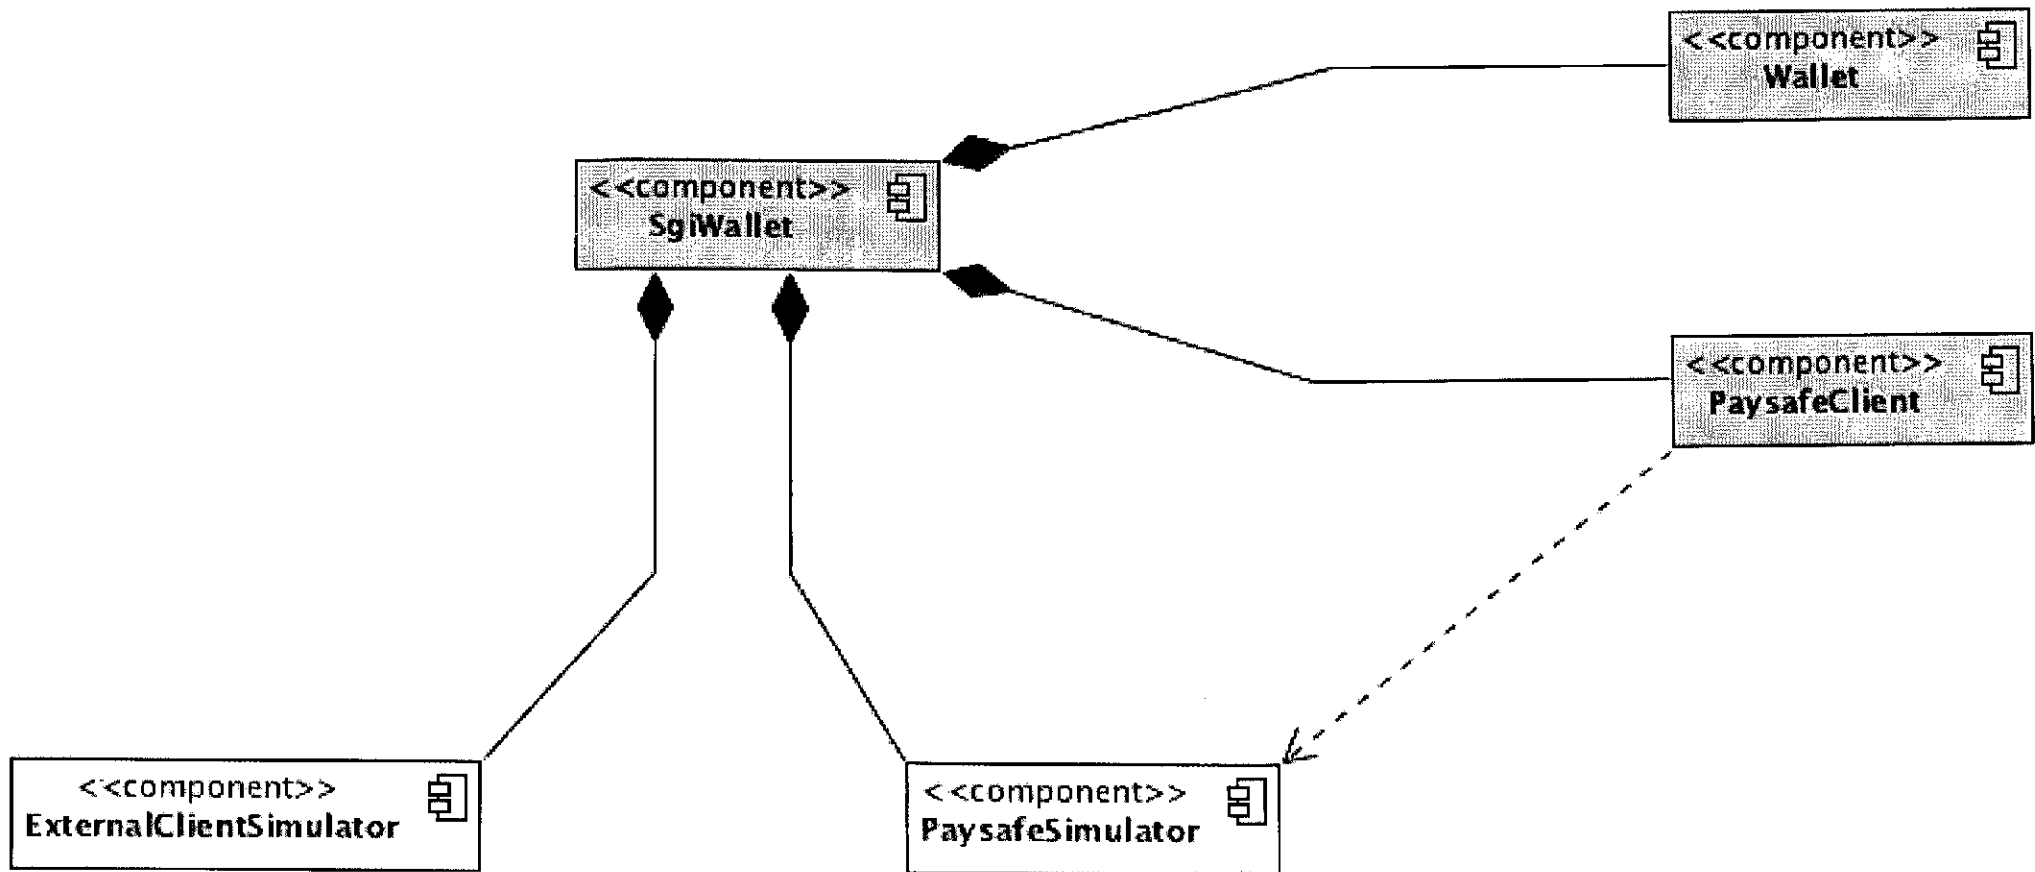 <<component>>
Wallet
<<component>>
SgiWallet
<<component>>
PaysafeClient
<<component>>
ExternalClientSimulator
<<component>>
PaysafeSimulator